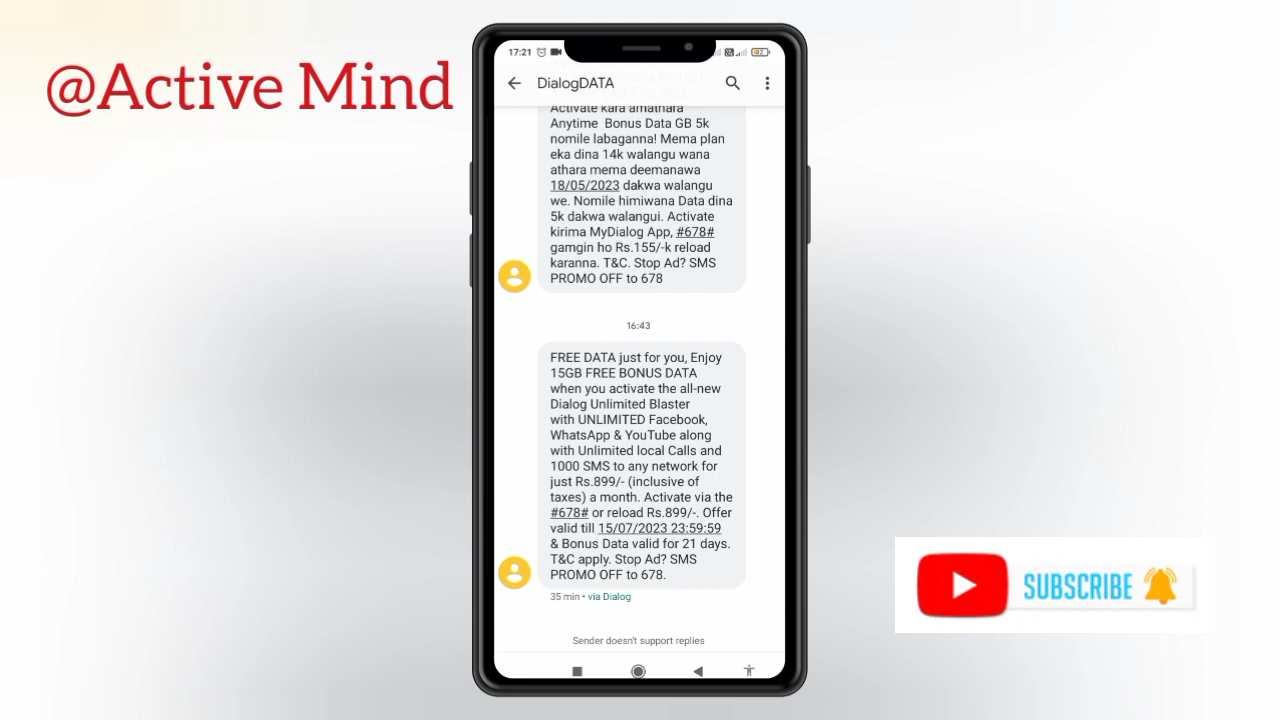 @Active Mind
17:21
DialogDATA
Activate kara amathara
Anytime Bonus Data GB 5k
nomile labaganna! Mema plan
eka dina 14k walangu wana
athara mema deemanawa
18/05/2023 dakwa walangu
we. Nomile himiwana Data dina
5k dakwa walangui. Activate
kirima MyDialog App, #678#
gamgin ho Rs.155/-k reload
karanna. T&C. Stop Ad? SMS
PROMO OFF to 678
16:43
FREE DATA just for you, Enjoy
15GB FREE BONUS DATA
when you activate the all-new
Dialog Unlimited Blaster
with UNLIMITED Facebook,
WhatsApp & YouTube along
with Unlimited local Calls and
1000 SMS to any network for
just Rs.899/- (inclusive of
taxes) a month. Activate via the
#678# or reload Rs.899/-. Offer
valid till 15/07/2023 23:59:59
& Bonus Data valid for 21 days.
T&C apply. Stop Ad? SMS
PROMO OFF to 678.
35 min • via Dialog
Sender doesn't support replies
SUBSCRIBE